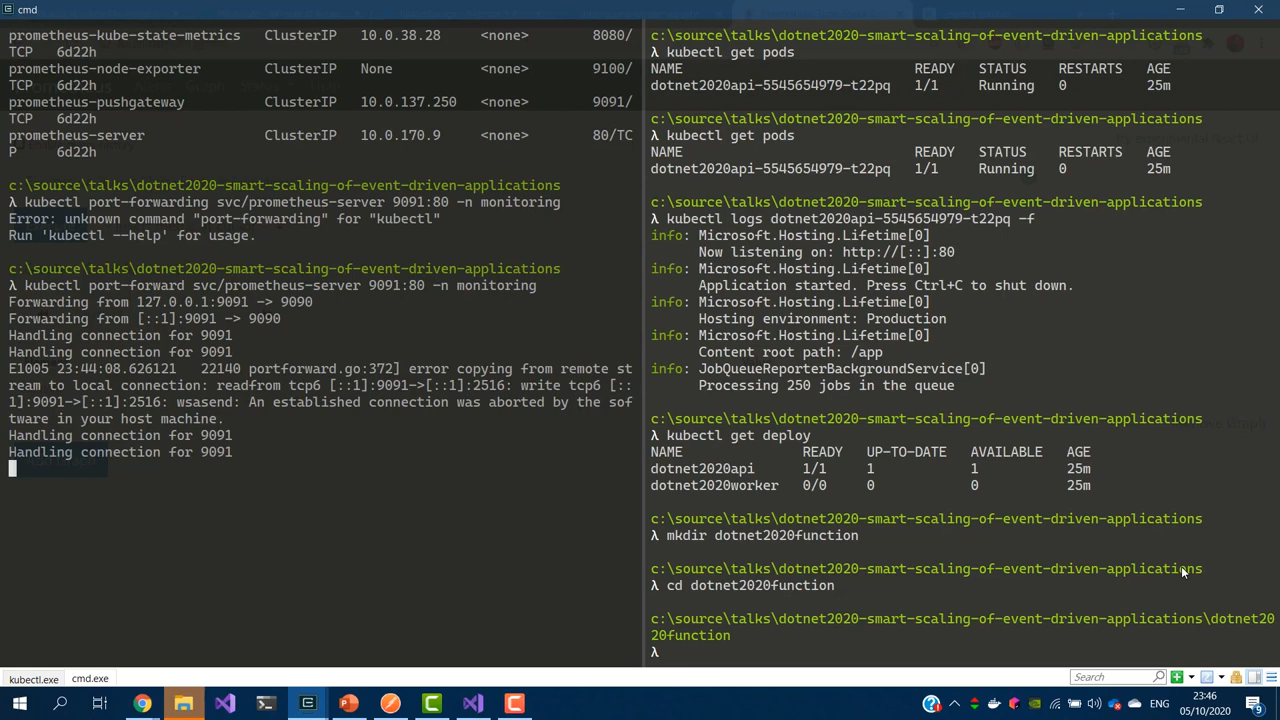 cmd
prometheus-kube-state-metrics   ClusterIP   10.0.38.28   <none>   8080/
TCP   6d22h
prometheus-node-exporter   ClusterIP   None   <none>   9100/
TCP   6d22h
prometheus-pushgateway   ClusterIP   10.0.137.250   <none>   9091/
TCP   6d22h
prometheus-server   ClusterIP   10.0.170.9   <none>   80/TC
P   6d22h
c:\source\talks\dotnet2020-smart-scaling-of-event-driven-applications
λ kubectl port-forwarding svc/prometheus-server 9091:80 -n monitoring
Error: unknown command "port-forwarding" for "kubectl"
Run 'kubectl --help' for usage.
c:\source\talks\dotnet2020-smart-scaling-of-event-driven-applications
λ kubectl port-forward svc/prometheus-server 9091:80 -n monitoring
Forwarding from 127.0.0.1:9091 -> 9090
Forwarding from [::1]:9091 -> 9090
Handling connection for 9091
Handling connection for 9091
E1005 23:44:08.626121   22140 portforward.go:372] error copying from remote st
ream to local connection: readfrom tcp6 [::1]:9091->[::1]:2516: write tcp6 [::
1]:9091->[::1]:2516: wsasend: An established connection was aborted by the sof
tware in your host machine.
Handling connection for 9091
Handling connection for 9091
c:\source\talks\dotnet2020-smart-scaling-of-event-driven-applications
λ kubectl get pods
NAME   READY   STATUS   RESTARTS   AGE
dotnet2020api-5545654979-t22pq   1/1   Running   0   25m
c:\source\talks\dotnet2020-smart-scaling-of-event-driven-applications
λ kubectl get pods
NAME   READY   STATUS   RESTARTS   AGE
dotnet2020api-5545654979-t22pq   1/1   Running   0   25m
c:\source\talks\dotnet2020-smart-scaling-of-event-driven-applications
λ kubectl logs dotnet2020api-5545654979-t22pq -f
info: Microsoft.Hosting.Lifetime[0]
Now listening on: http://[::]:80
info: Microsoft.Hosting.Lifetime[0]
Application started. Press Ctrl+C to shut down.
info: Microsoft.Hosting.Lifetime[0]
Hosting environment: Production
info: Microsoft.Hosting.Lifetime[0]
Content root path: /app
info: JobQueueReporterBackgroundService[0]
Processing 250 jobs in the queue
c:\source\talks\dotnet2020-smart-scaling-of-event-driven-applications
λ kubectl get deploy
NAME   READY   UP-TO-DATE   AVAILABLE   AGE
dotnet2020api   1/1   1   1   25m
dotnet2020worker   0/0   0   0   25m
c:\source\talks\dotnet2020-smart-scaling-of-event-driven-applications
λ mkdir dotnet2020function
c:\source\talks\dotnet2020-smart-scaling-of-event-driven-applications
λ cd dotnet2020function
c:\source\talks\dotnet2020-smart-scaling-of-event-driven-applications\dotnet20
20function
λ
kubectl.exe   cmd.exe   Search
ENG   23:46
05/10/2020   9